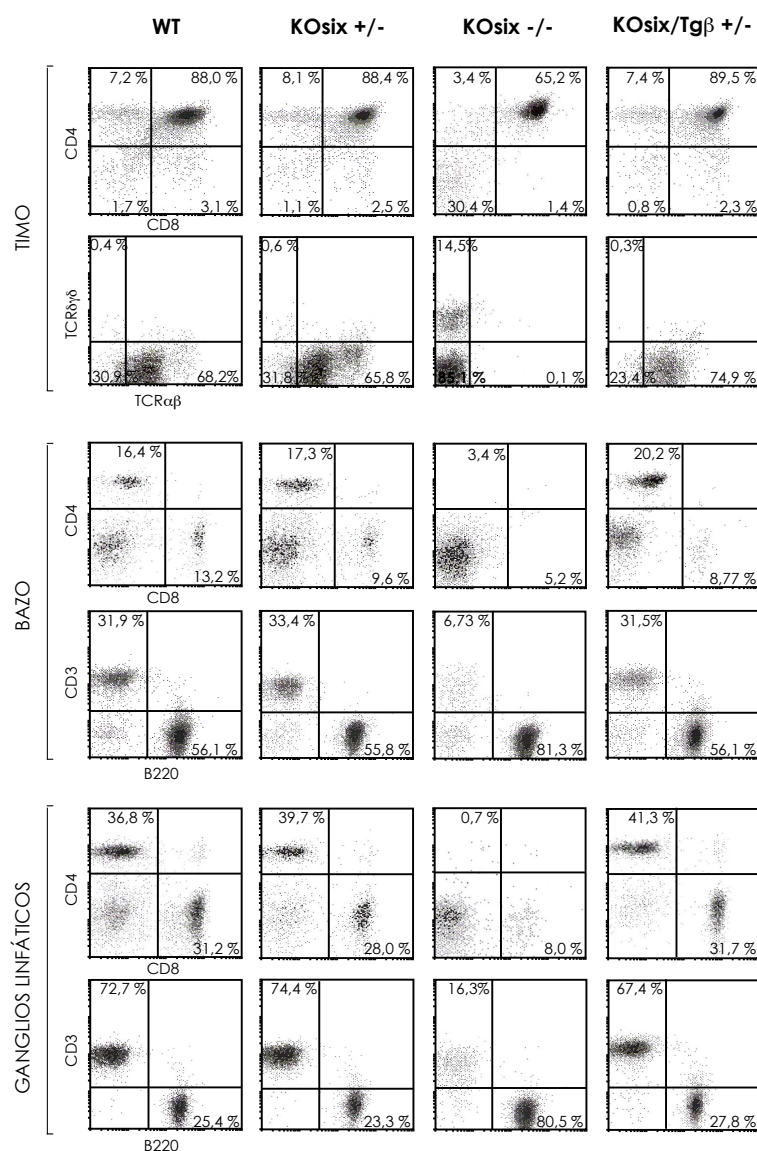 WT KOsix +/- KOsix -/- KOsix/Tgβ +/-
TIMO
CD4
7,2 % 88,0 % 8,1 % 88,4 % 3,4 % 65,2 % 7,4 % 89,5 %
1,7 % 3,1 % 1,1 % 2,5 % 30,4 % 1,4 % 0,8 % 2,3 %
CD8
TCRδγδ
0,4 % 0,6 % 14,5% 0,3 %
30,9% 68,2% 31,8% 65,8 % 85,1 % 0,1 % 23,4 % 74,9 %
TCRαβ
BAZO
CD4
16,4 % 17,3 % 3,4 % 20,2 %
13,2 % 9,6 % 5,2 % 8,77 %
CD8
CD3
31,9 % 33,4 % 6,73 % 31,5%
56,1 % 55,8 % 81,3 % 56,1 %
B220
GANGLIOS LINFÁTICOS
CD4
36,8 % 39,7 % 0,7 % 41,3 %
31,2 % 28,0 % 8,0 % 31,7 %
CD8
CD3
72,7 % 74,4 % 16,3% 67,4 %
25,4 % 23,3 % 80,5 % 27,8 %
B220